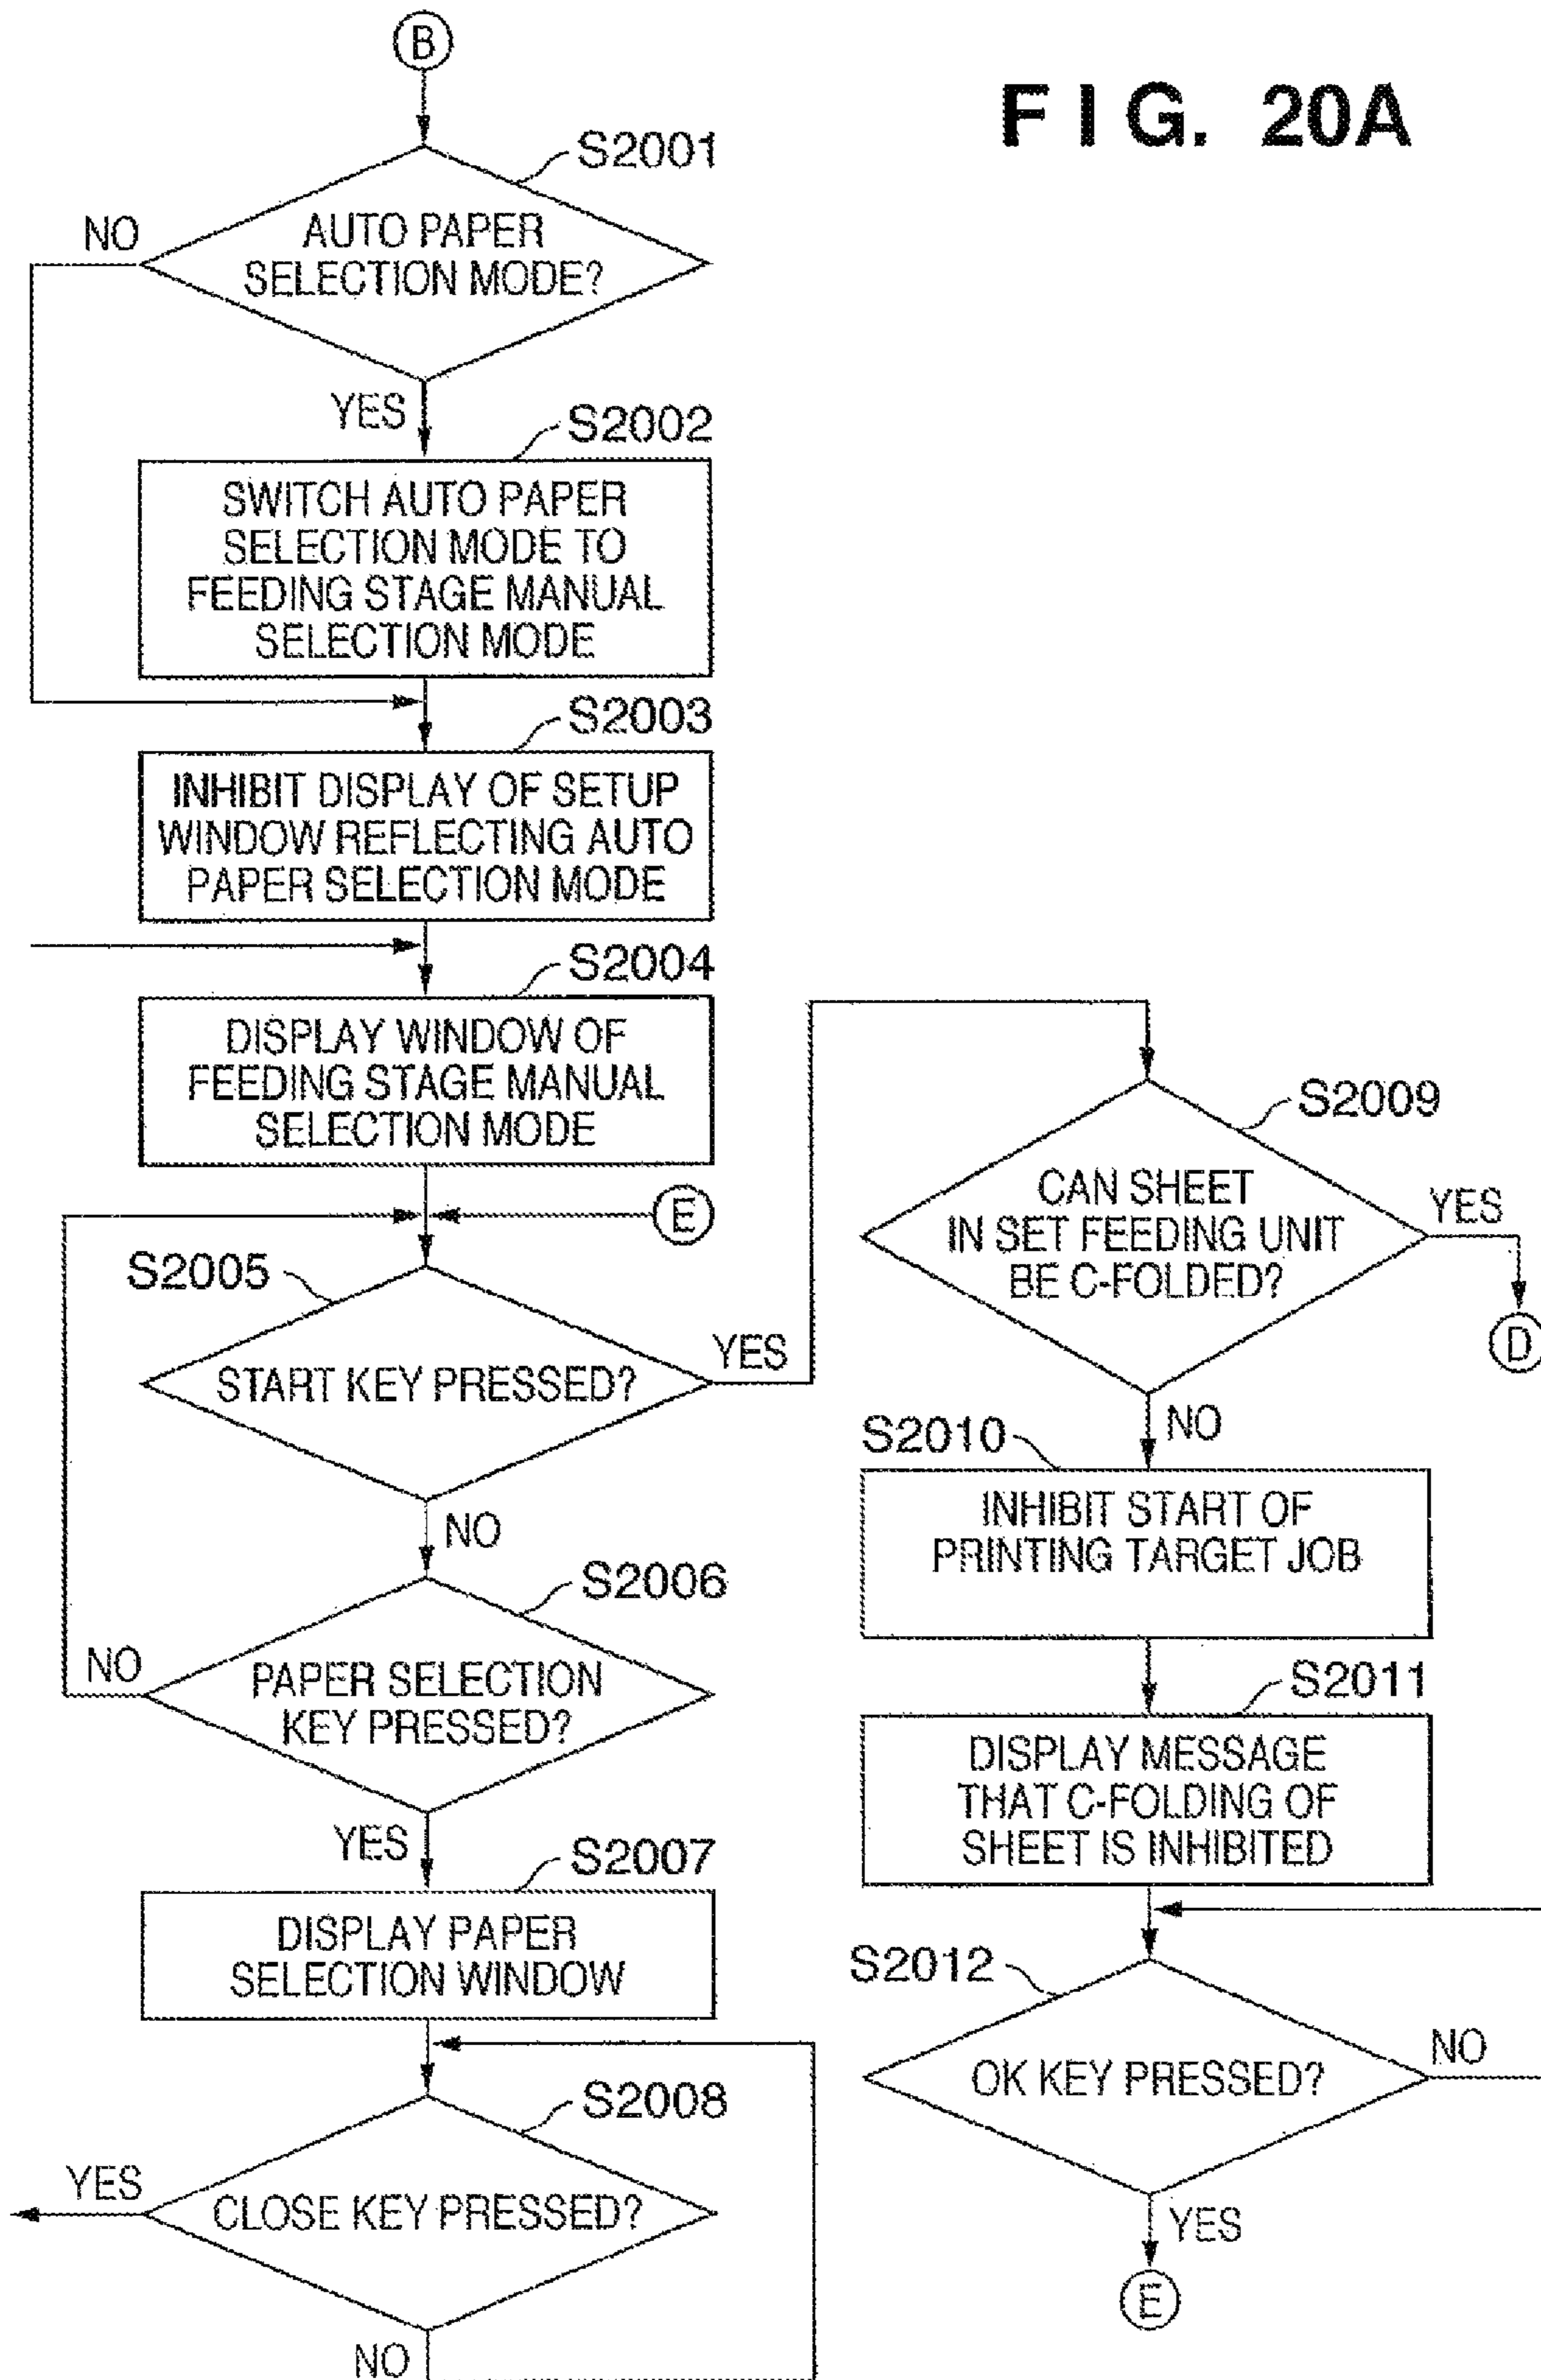 B
FIG. 20A
S2001
NO
AUTO PAPER
SELECTION MODE?
YES
S2002
SWITCH AUTO PAPER
SELECTION MODE TO
FEEDING STAGE MANUAL
SELECTION MODE
S2003
INHIBIT DISPLAY OF SETUP
WINDOW REFLECTING AUTO
PAPER SELECTION MODE
S2004
DISPLAY WINDOW OF
FEEDING STAGE MANUAL
SELECTION MODE
E
S2005
START KEY PRESSED?
YES
NO
S2006
NO
PAPER SELECTION
KEY PRESSED?
YES
S2007
DISPLAY PAPER
SELECTION WINDOW
S2008
YES
CLOSE KEY PRESSED?
NO
S2009
CAN SHEET
IN SET FEEDING UNIT
BE C-FOLDED?
YES
D
NO
S2010
INHIBIT START OF
PRINTING TARGET JOB
S2011
DISPLAY MESSAGE
THAT C-FOLDING OF
SHEET IS INHIBITED
S2012
OK KEY PRESSED?
NO
YES
E